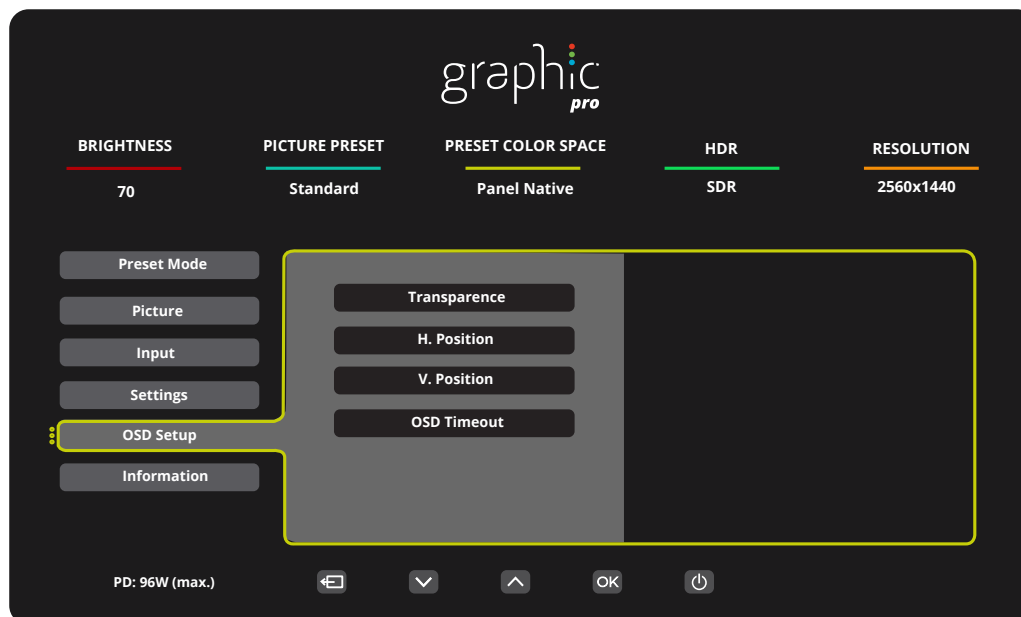 graphic
pro
BRIGHTNESS PICTURE PRESET PRESET COLOR SPACE HDR RESOLUTION
70 Standard Panel Native SDR 2560x1440
Preset Mode
Picture
Input
Settings
OSD Setup
Information
Transparence
H. Position
V. Position
OSD Timeout
PD: 96W (max.)
OK